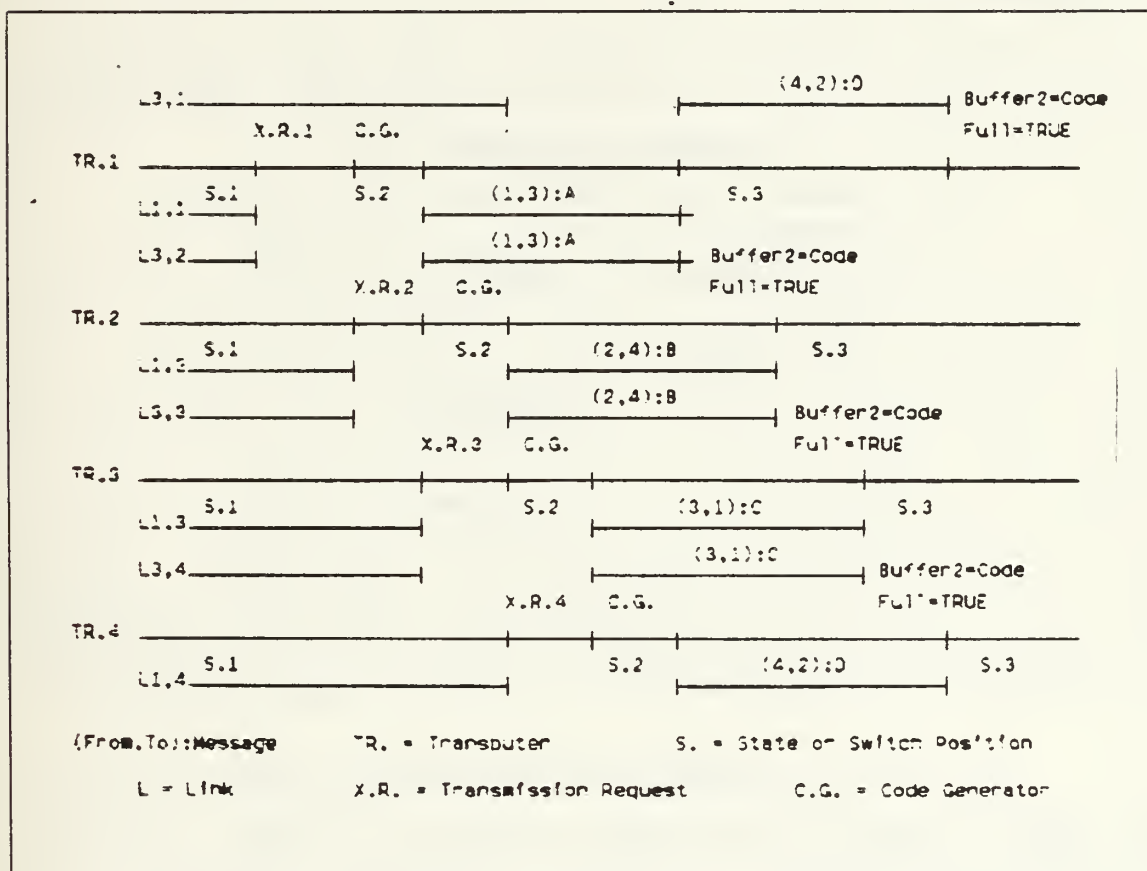 (4,2):D
L3,1 Buffer2=Code
X.R.1 C.G. Full=TRUE
TR.1
S.1 S.2 (1,3):A S.3
L1,1
(1,3):A
L3,2 Buffer2=Code
X.R.2 C.G. Full=TRUE
TR.2
S.1 S.2 (2,4):B S.3
L1,2
(2,4):B
L3,3 Buffer2=Code
X.R.3 C.G. Full=TRUE
TR.3
S.1 S.2 (3,1):C S.3
L1,3
(3,1):C
L3,4 Buffer2=Code
X.R.4 C.G. Full=TRUE
TR.4
S.1 S.2 (4,2):D S.3
L1,4
(From,To):Message TR. = Transputer S. = State or Switch Position
L = Link X.R. = Transmission Request C.G. = Code Generator